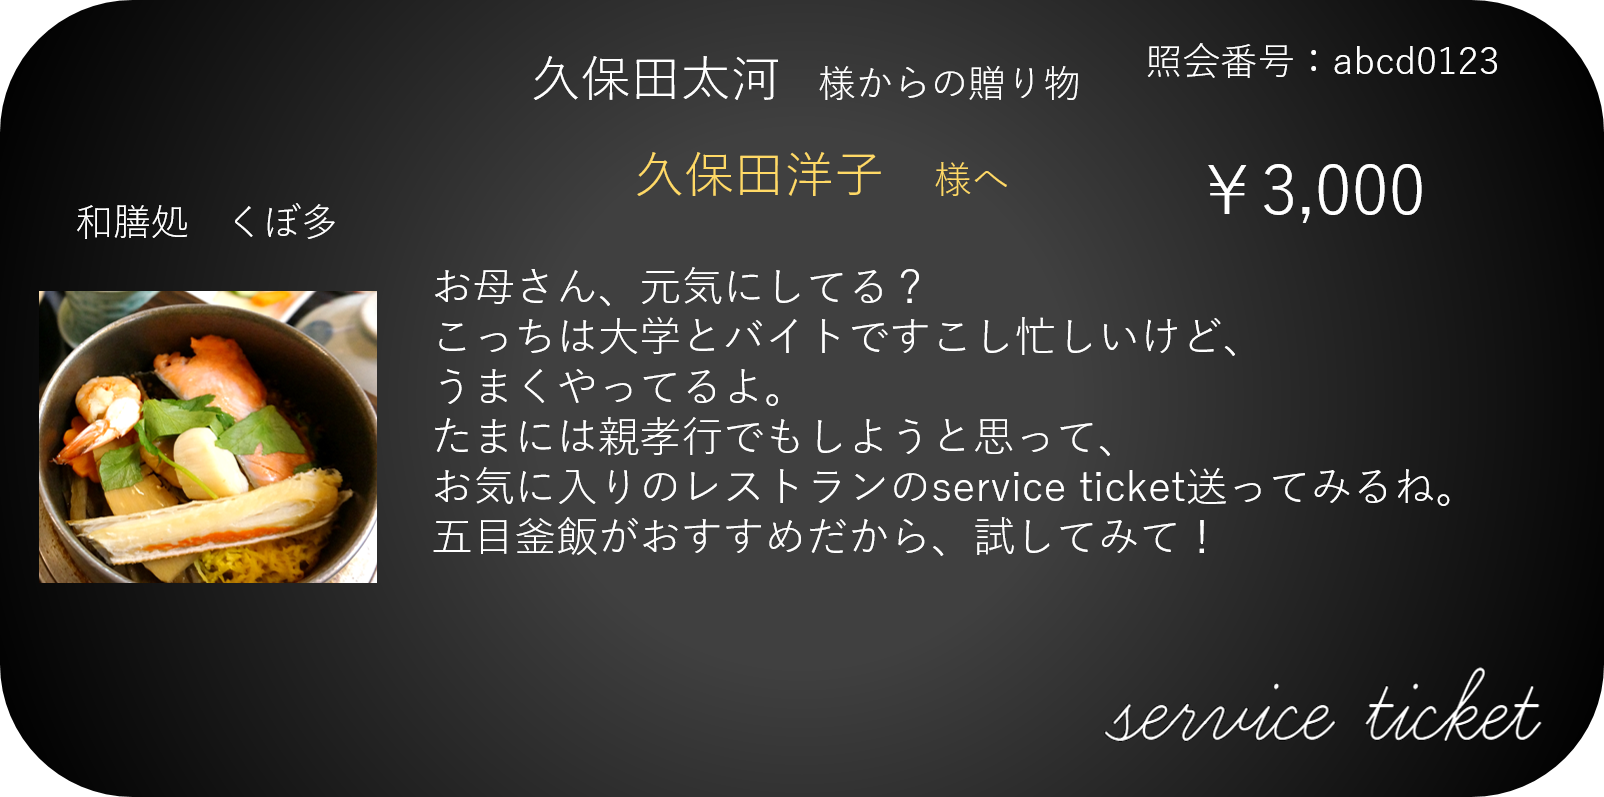 久保田太河　様からの贈り物
照会番号：abcd0123
久保田洋子　様へ
￥3,000
和膳処　くぼ多
お母さん、元気にしてる？
こっちは大学とバイトですこし忙しいけど、
うまくやってるよ。
たまには親孝行でもしようと思って、
お気に入りのレストランのservice ticket送ってみるね。
五目釜飯がおすすめだから、試してみて！
service ticket